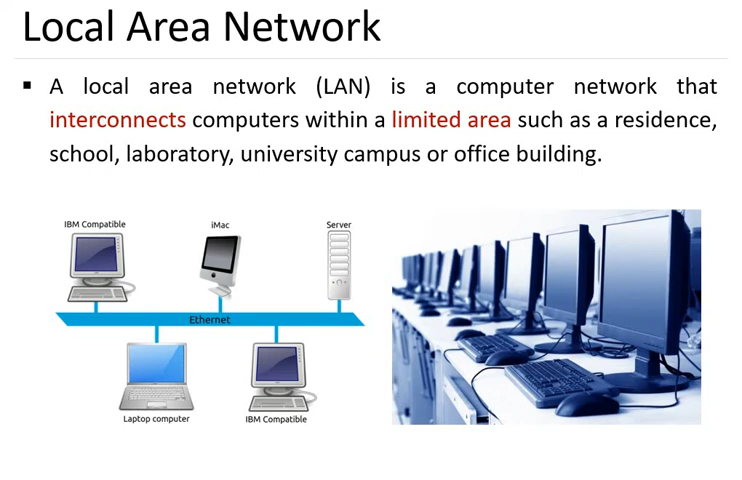 Local Area Network
▪ A local area network (LAN) is a computer network that
interconnects computers within a limited area such as a residence,
school, laboratory, university campus or office building.
IBM Compatible
iMac
Server
Ethernet
Laptop computer
IBM Compatible